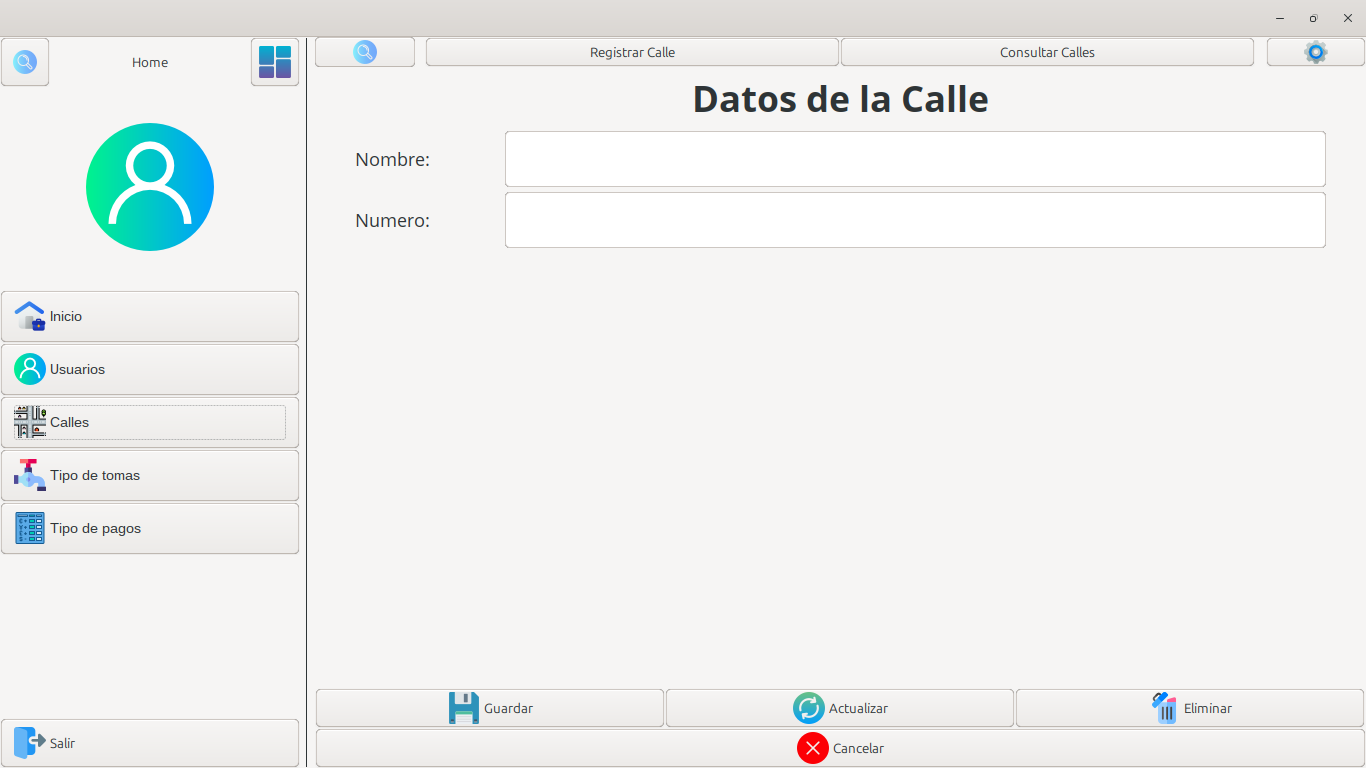 Home
Inicio
Usuarios
Calles
Tipo de tomas
Tipo de pagos
Salir
Registrar Calle
Consultar Calles
Datos de la Calle
Nombre:
Numero:
Guardar
Actualizar
Eliminar
Cancelar